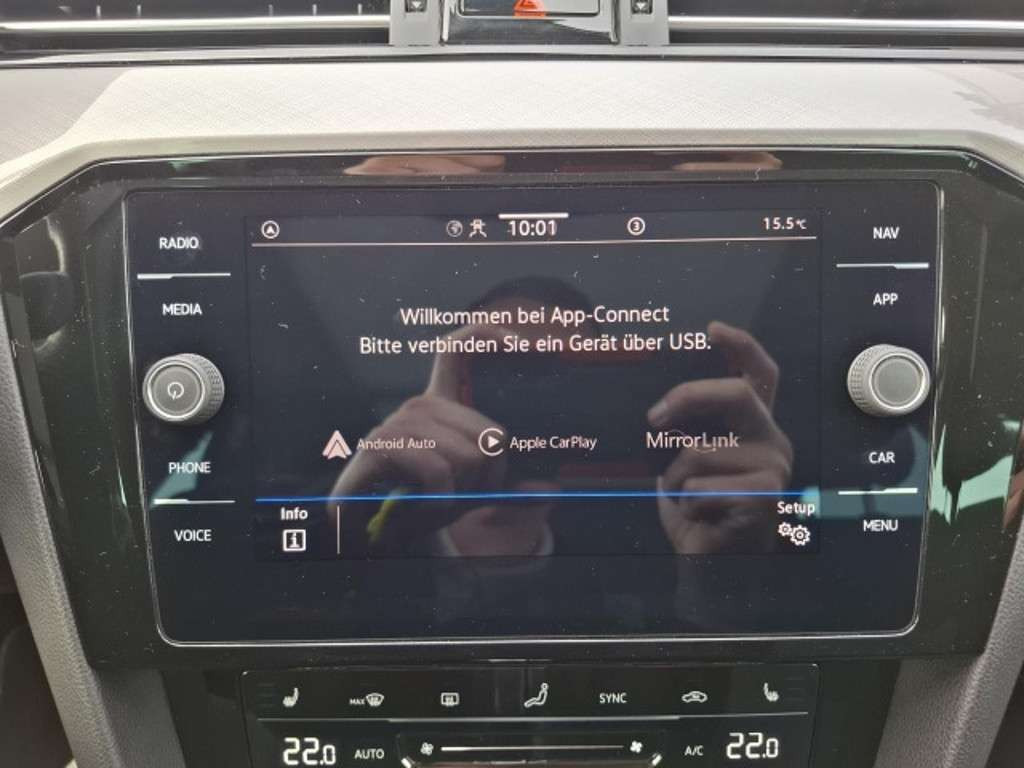 10:01
3
15.5°C
RADIO
NAV
MEDIA
APP
Willkommen bei App-Connect
Bitte verbinden Sie ein Gerät über USB.
Android Auto
Apple CarPlay
MirrorLink
PHONE
CAR
Info
Setup
VOICE
MENU
MAX
SYNC
22.0
AUTO
A/C
22.0